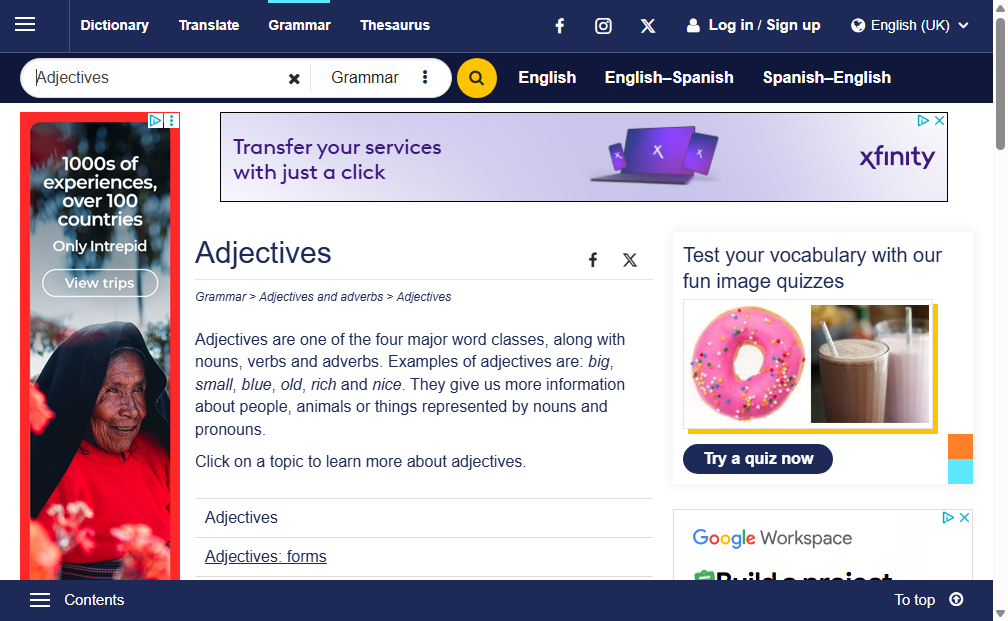 Dictionary Translate Grammar Thesaurus Log in / Sign up English (UK)
Adjectives Grammar English English–Spanish Spanish–English
1000s of
experiences,
over 100
countries
Only Intrepid
View trips
Transfer your services
with just a click
xfinity
Adjectives
Grammar > Adjectives and adverbs > Adjectives
Adjectives are one of the four major word classes, along with
nouns, verbs and adverbs. Examples of adjectives are: big,
small, blue, old, rich and nice. They give us more information
about people, animals or things represented by nouns and
pronouns.
Click on a topic to learn more about adjectives.
Adjectives
Adjectives: forms
Test your vocabulary with our
fun image quizzes
Try a quiz now
Google Workspace
Build a project
Contents To top